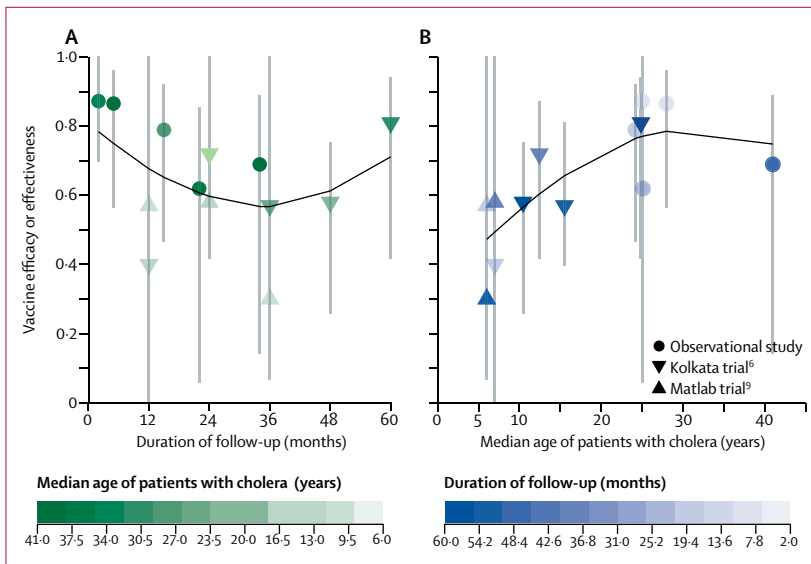 A
B
Vaccine efficacy or effectiveness
1·0
0·8
0·6
0·4
0·2
0
0 12 24 36 48 60
Duration of follow-up (months)
0 5 10 20 30 40
Median age of patients with cholera (years)
Observational study
Kolkata trial⁶
Matlab trial⁹
Median age of patients with cholera (years)
41·0 37·5 34·0 30·5 27·0 23·5 20·0 16·5 13·0 9·5 6·0
Duration of follow-up (months)
60·0 54·2 48·4 42·6 36·8 31·0 25·2 19·4 13·6 7·8 2·0